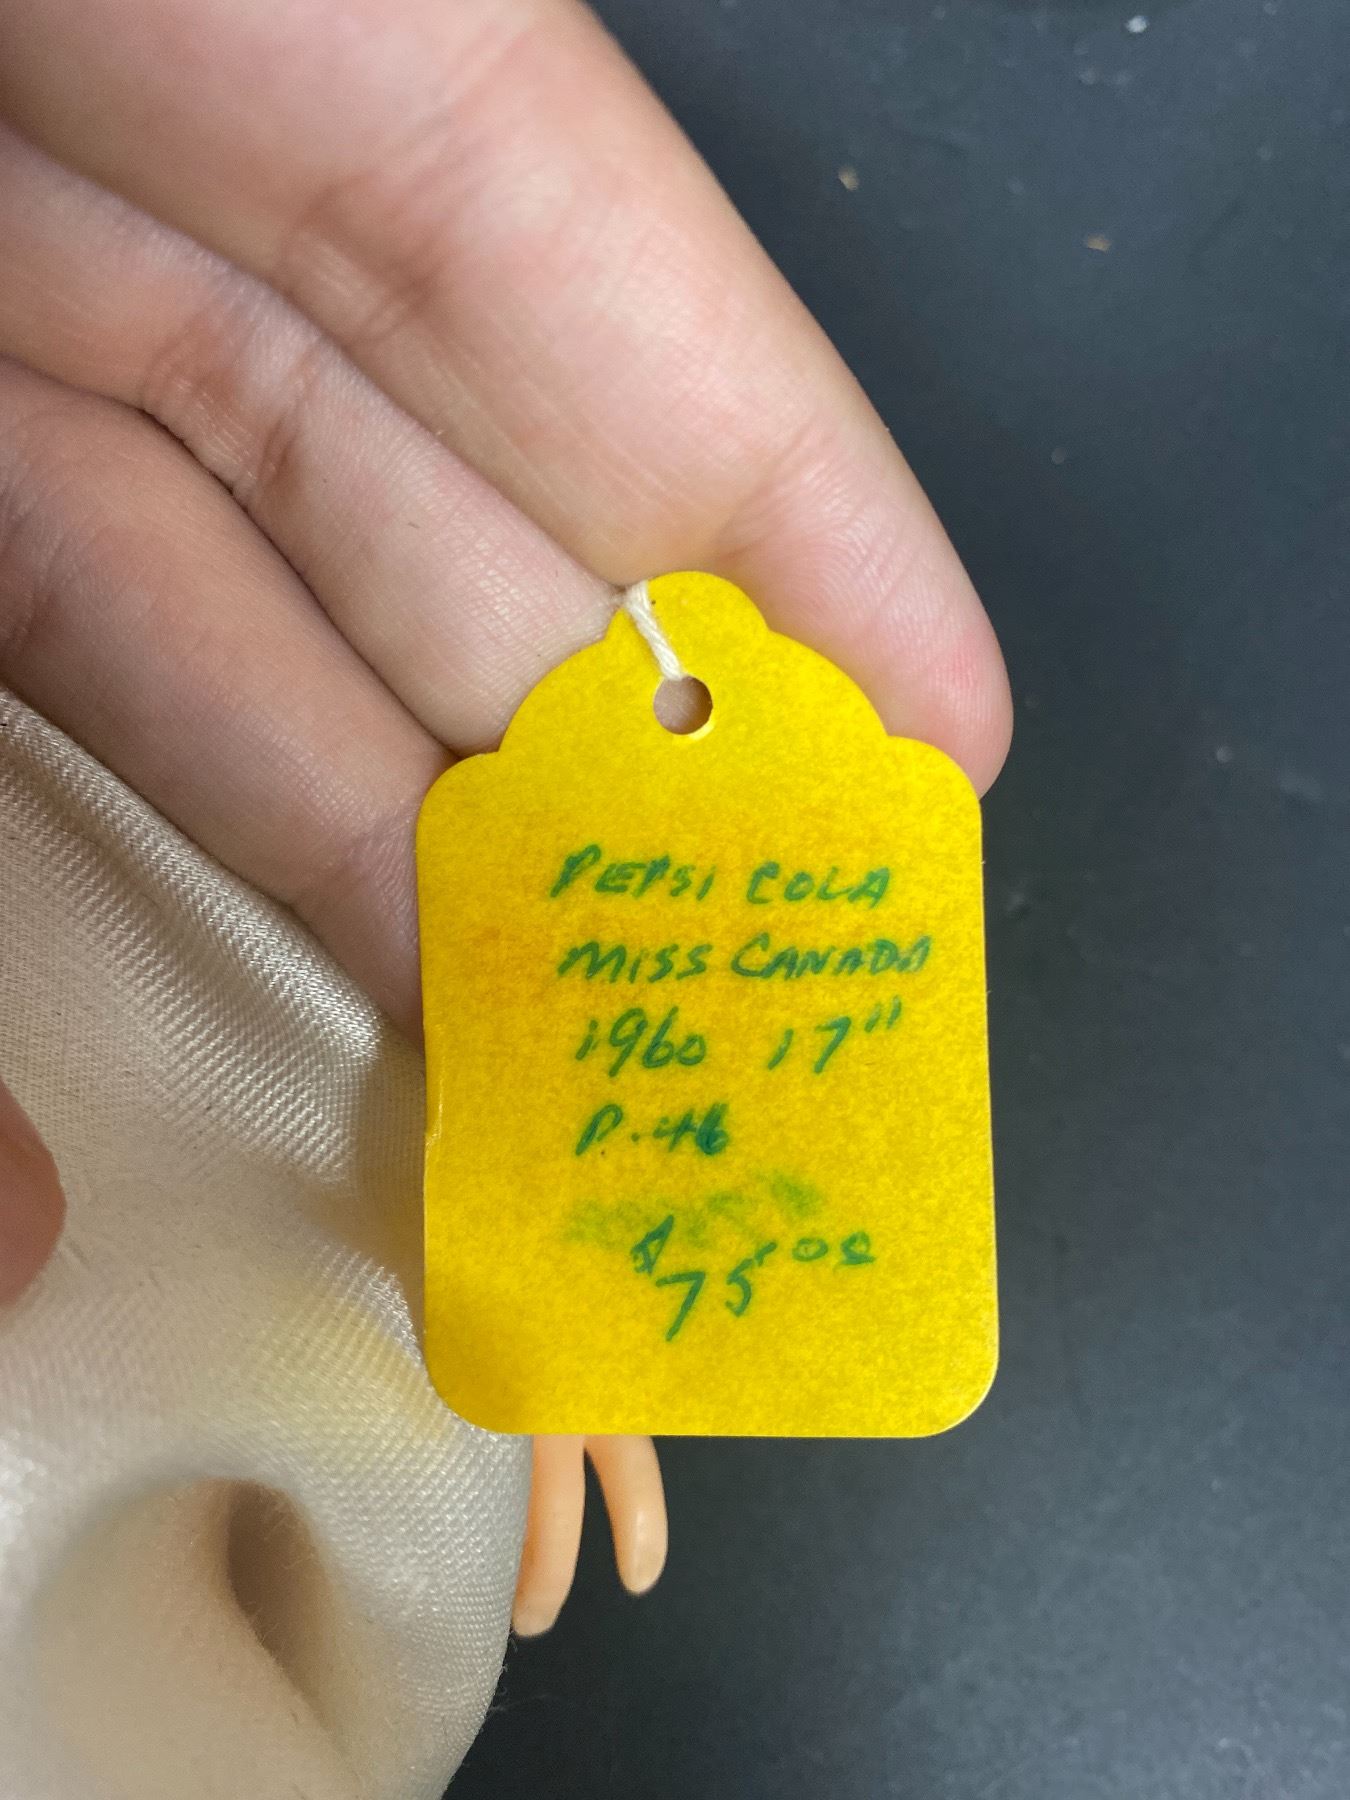 PEPSI COLA
MISS CANADA
1960 17"
P.46
$75.00